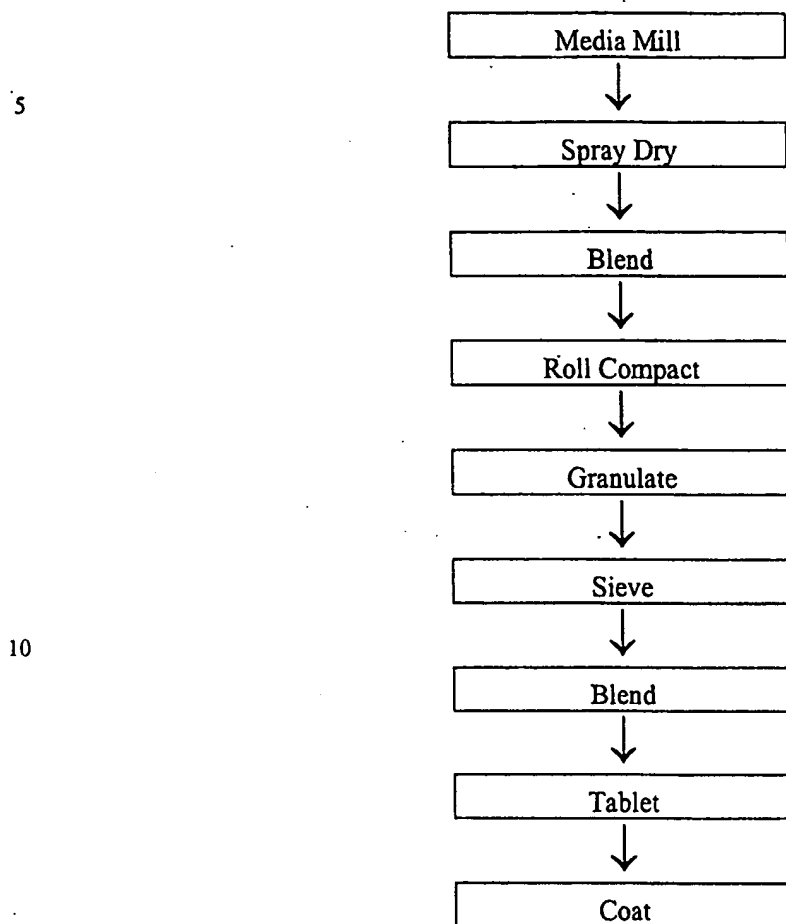 Media Mill
5
Spray Dry
Blend
Roll Compact
Granulate
Sieve
10
Blend
Tablet
Coat